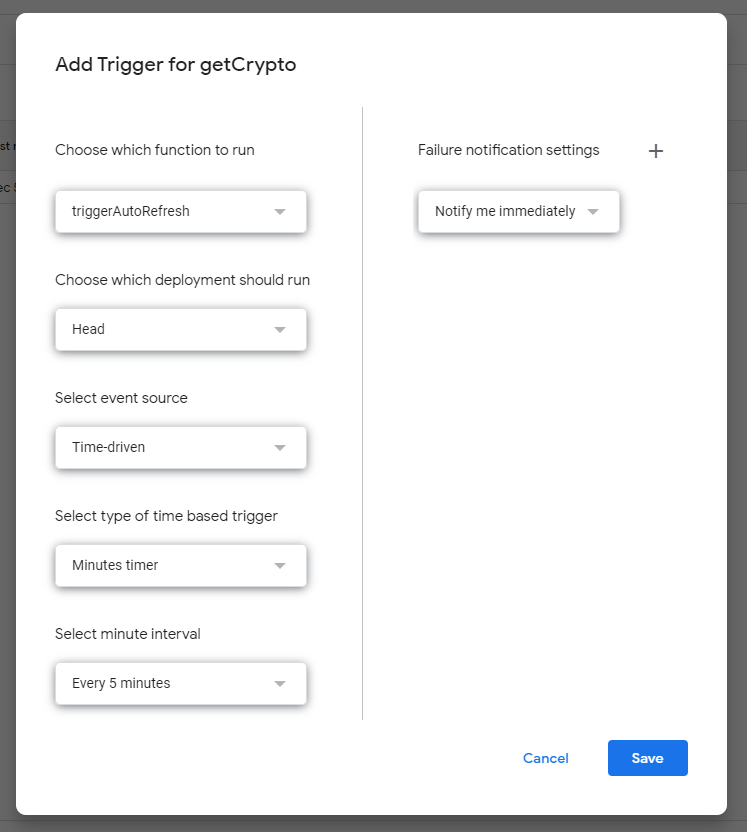 Add Trigger for getCrypto
Choose which function to run
triggerAutoRefresh
Choose which deployment should run
Head
Select event source
Time-driven
Select type of time based trigger
Minutes timer
Select minute interval
Every 5 minutes
Failure notification settings
Notify me immediately
Cancel
Save